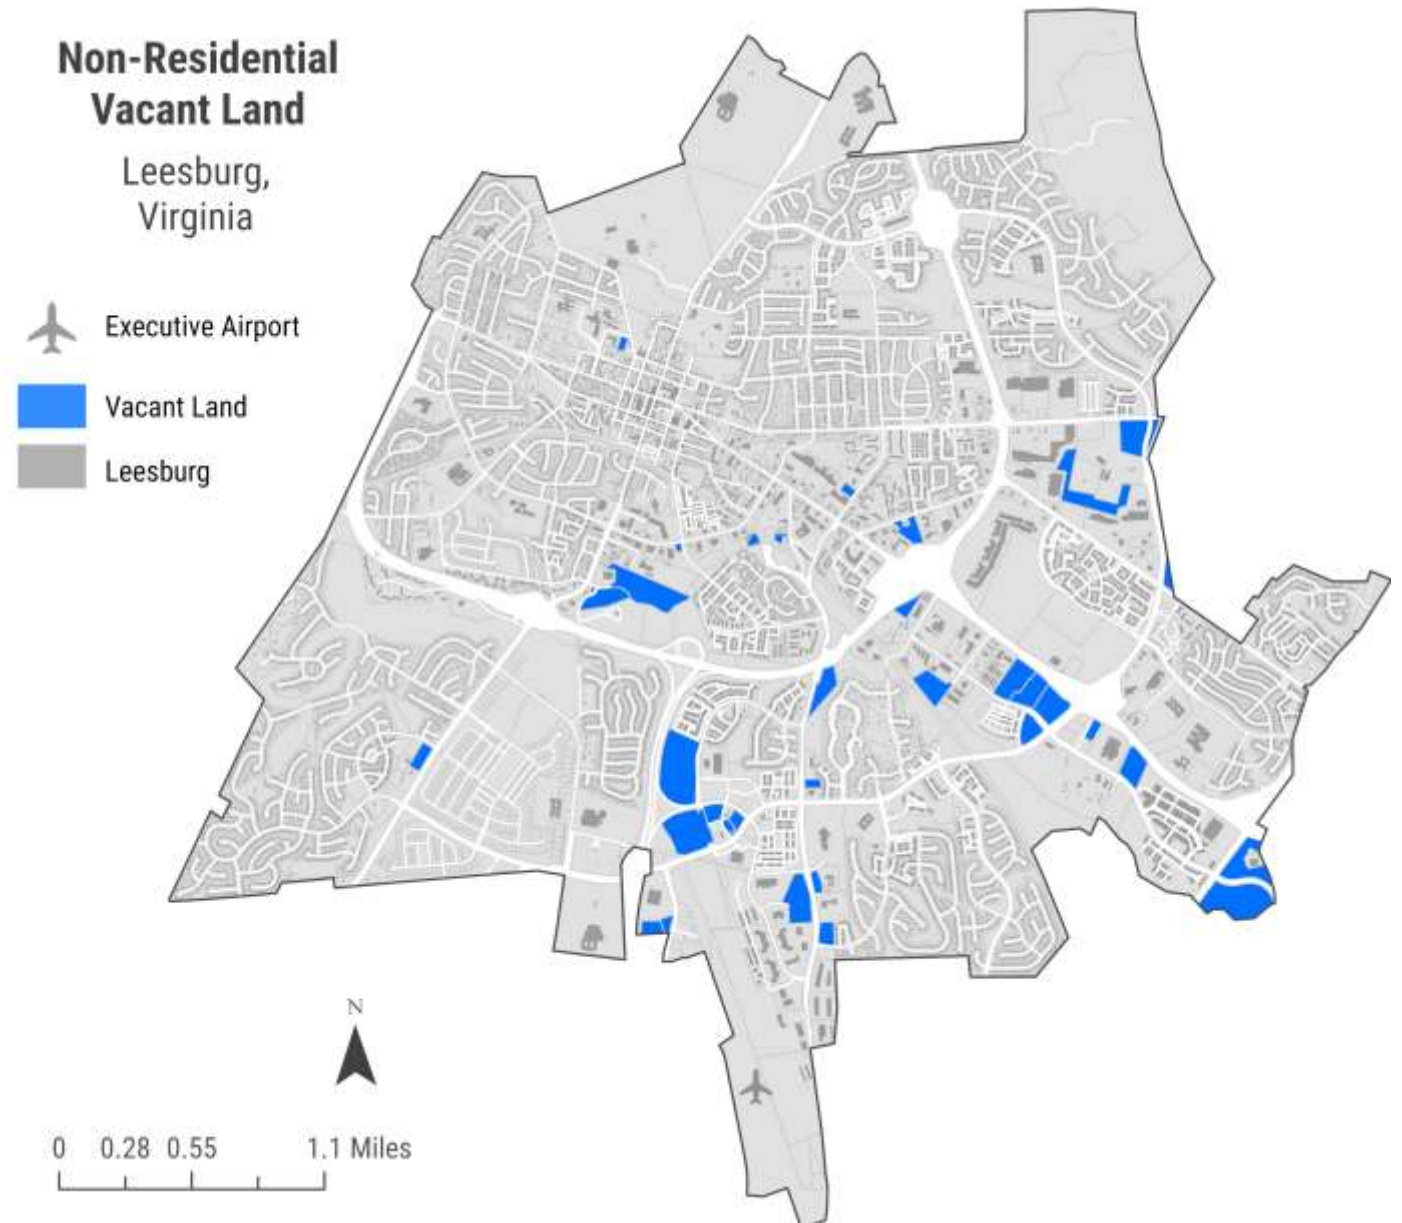 Non-Residential
Vacant Land
Leesburg,
Virginia
Executive Airport
Vacant Land
Leesburg
N
0 0.28 0.55 1.1 Miles